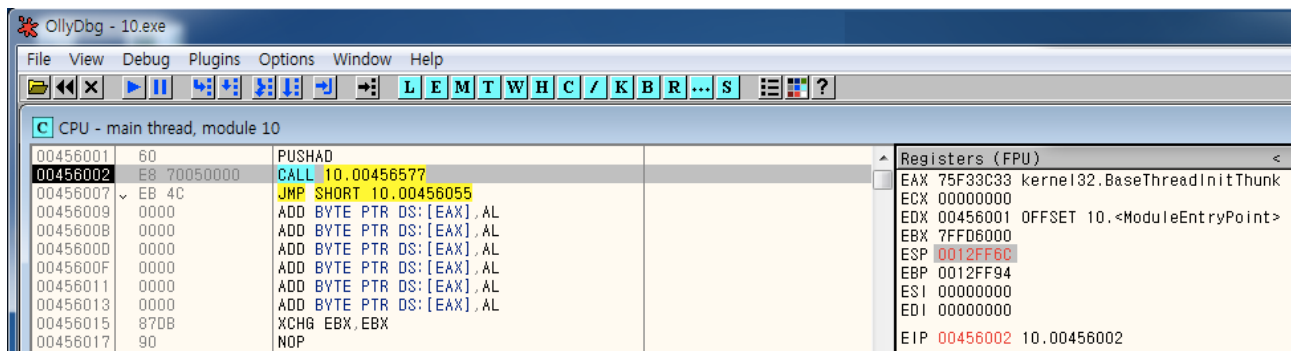 OllyDbg - 10.exe
File View Debug Plugins Options Window Help
L E M T W H C / K B R ... S ?
C CPU - main thread, module 10
00456001 60 PUSHAD
00456002 E8 70050000 CALL 10.00456577
00456007 EB 4C JMP SHORT 10.00456055
00456009 0000 ADD BYTE PTR DS:[EAX],AL
0045600B 0000 ADD BYTE PTR DS:[EAX],AL
0045600D 0000 ADD BYTE PTR DS:[EAX],AL
0045600F 0000 ADD BYTE PTR DS:[EAX],AL
00456011 0000 ADD BYTE PTR DS:[EAX],AL
00456013 0000 ADD BYTE PTR DS:[EAX],AL
00456015 87DB XCHG EBX,EBX
00456017 90 NOP
Registers (FPU) <
EAX 75F33C33 kernel32.BaseThreadInitThunk
ECX 00000000
EDX 00456001 OFFSET 10.<ModuleEntryPoint>
EBX 7FFD6000
ESP 0012FF6C
EBP 0012FF94
ESI 00000000
EDI 00000000
EIP 00456002 10.00456002